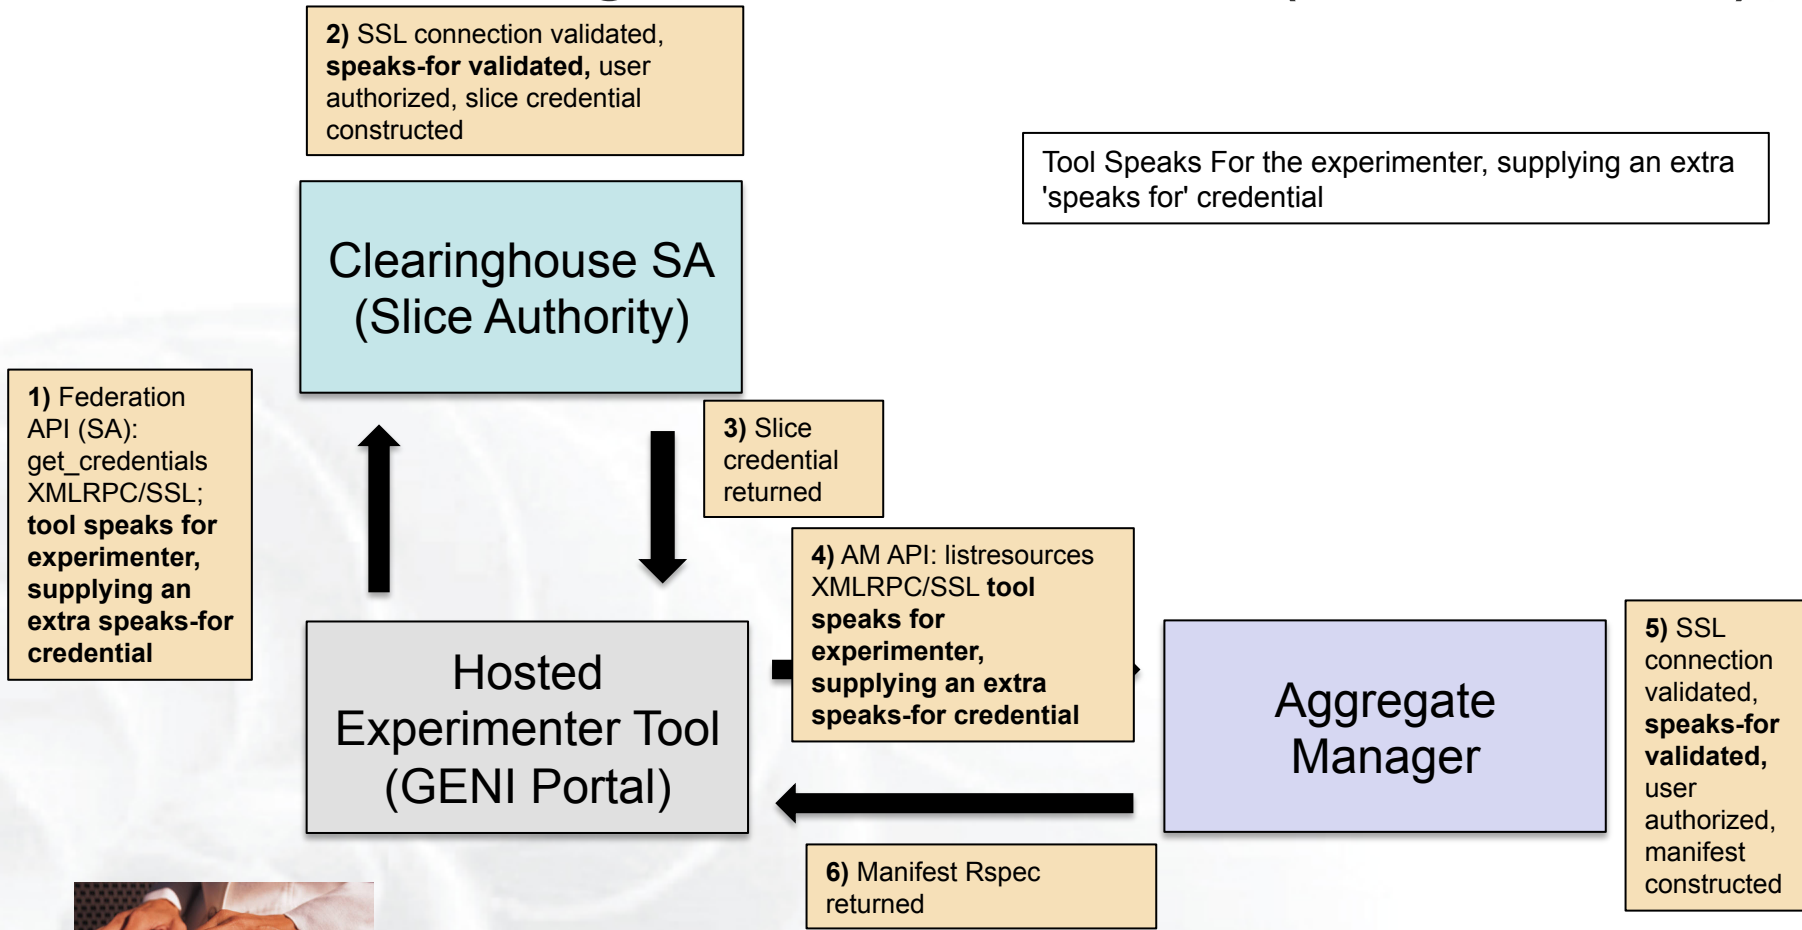 2) SSL connection validated,
speaks-for validated, user
authorized, slice credential
constructed
Tool Speaks For the experimenter, supplying an extra
'speaks for' credential
Clearinghouse SA
(Slice Authority)
1) Federation
API (SA):
get_credentials
XMLRPC/SSL;
tool speaks for
experimenter,
supplying an
extra speaks-for
credential
3) Slice
credential
returned
4) AM API: listresources
XMLRPC/SSL tool
speaks for
experimenter,
supplying an extra
speaks-for credential
Hosted
Experimenter Tool
(GENI Portal)
Aggregate
Manager
5) SSL
connection
validated,
speaks-for
validated,
user
authorized,
manifest
constructed
6) Manifest Rspec
returned